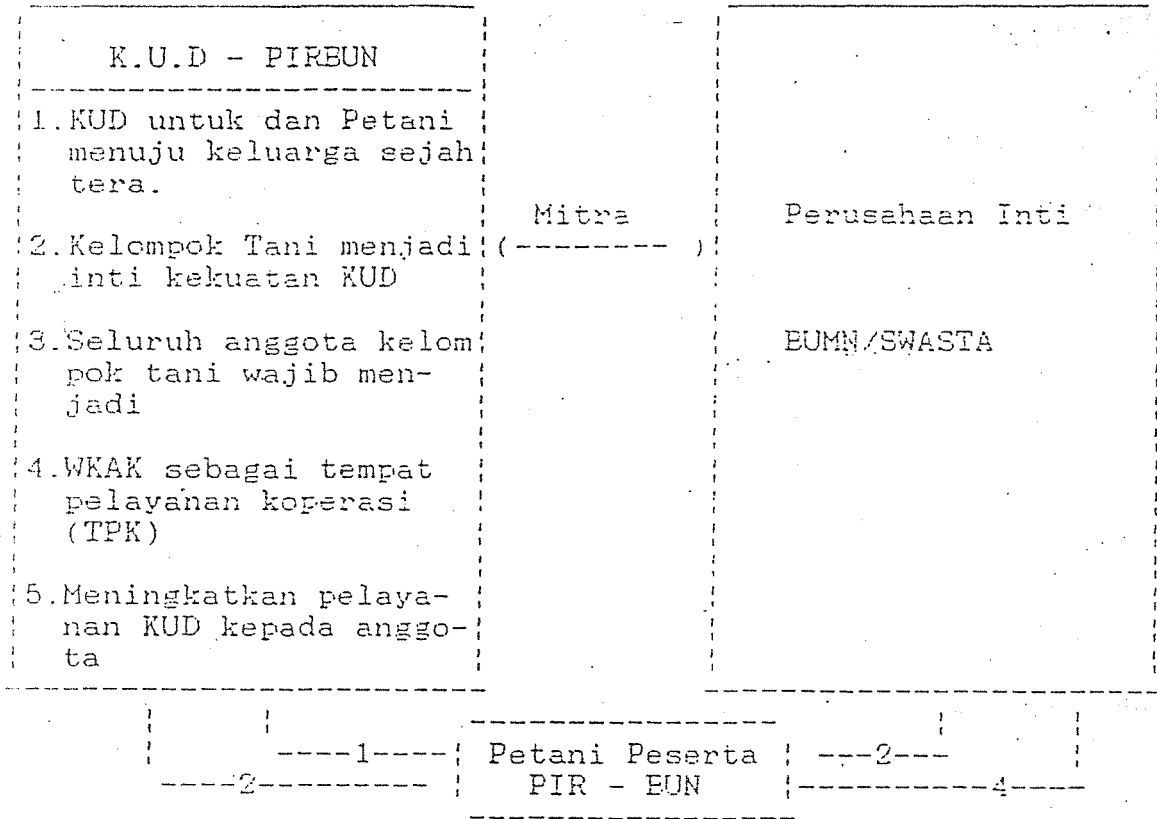 K.U.D - PIRBUN
1.KUD untuk dan Petani
menuju keluarga sejah
tera.
2.Kelompok Tani menjadi
inti kekuatan KUD
3.Seluruh anggota kelom
pok tani wajib men-
jadi
4.WKAK sebagai tempat
pelayanan koperasi
(TPK)
5.Meningkatkan pelaya-
nan KUD kepada anggo-
ta
Mitra
(-------- )
Perusahaan Inti
BUMN/SWASTA
----1----
----2---------
Petani Peserta
PIR - BUN
---2---
----------4----